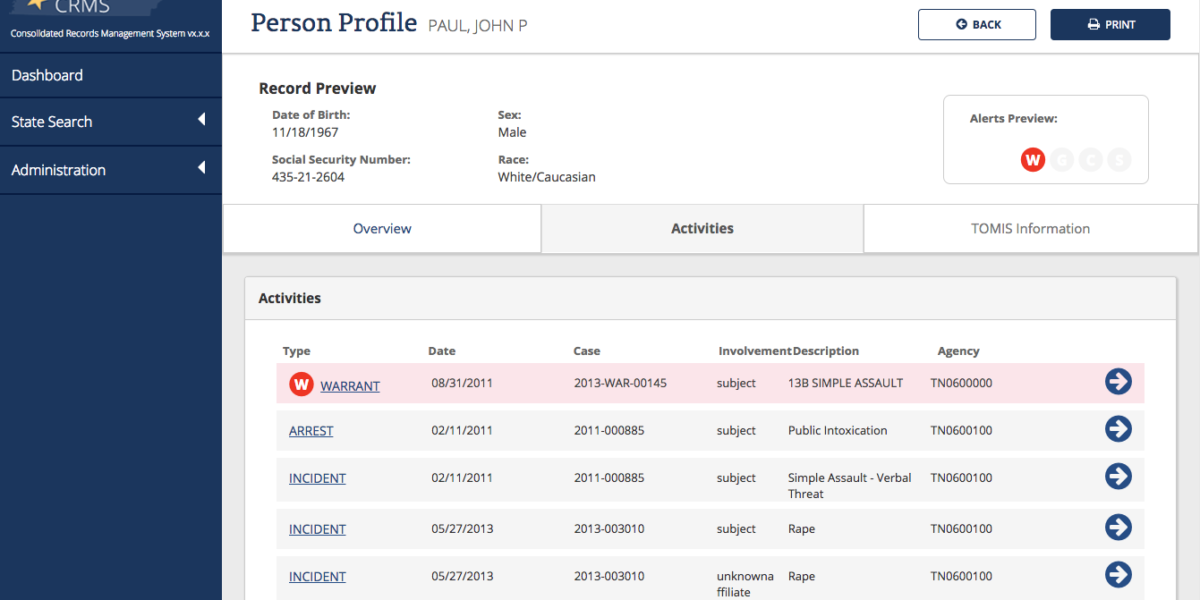 CRMS
Consolidated Records Management System vx.x.x
Dashboard
State Search
Administration
Person Profile PAUL, JOHN P
BACK
PRINT
Record Preview
Date of Birth:
11/18/1967
Sex:
Male
Social Security Number:
435-21-2604
Race:
White/Caucasian
Alerts Preview:
W G C S
Overview
Activities
TOMIS Information
Activities
Type Date Case Involvement Description Agency
W WARRANT 08/31/2011 2013-WAR-00145 subject 13B SIMPLE ASSAULT TN0600000
ARREST 02/11/2011 2011-000885 subject Public Intoxication TN0600100
INCIDENT 02/11/2011 2011-000885 subject Simple Assault - Verbal TN0600100
Threat
INCIDENT 05/27/2013 2013-003010 subject Rape TN0600100
INCIDENT 05/27/2013 2013-003010 unknowna Rape TN0600100
ffiliate